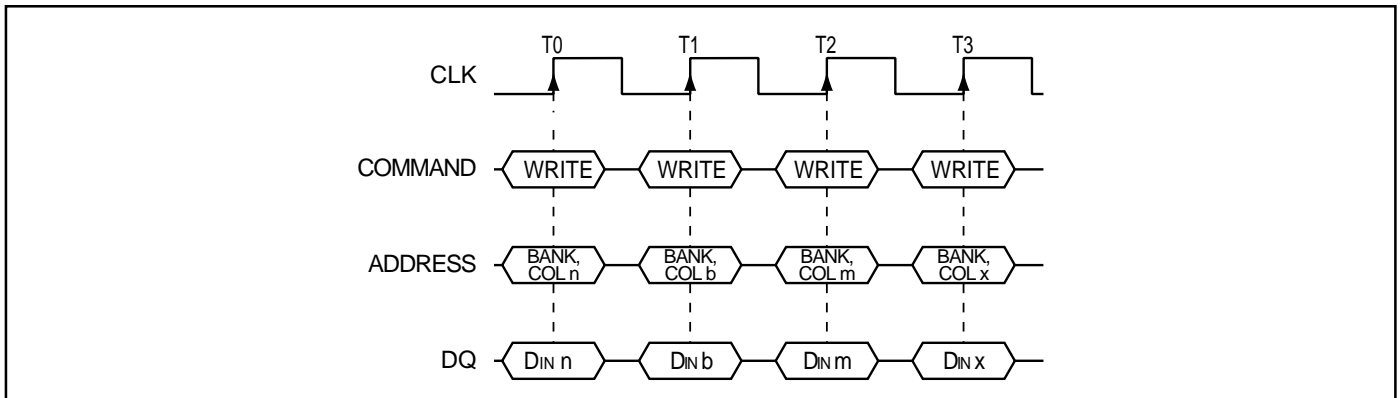 T0 T1 T2 T3
CLK
COMMAND WRITE WRITE WRITE WRITE
ADDRESS BANK, COL n BANK, COL b BANK, COL m BANK, COL x
DQ DIN n DIN b DIN m DIN x